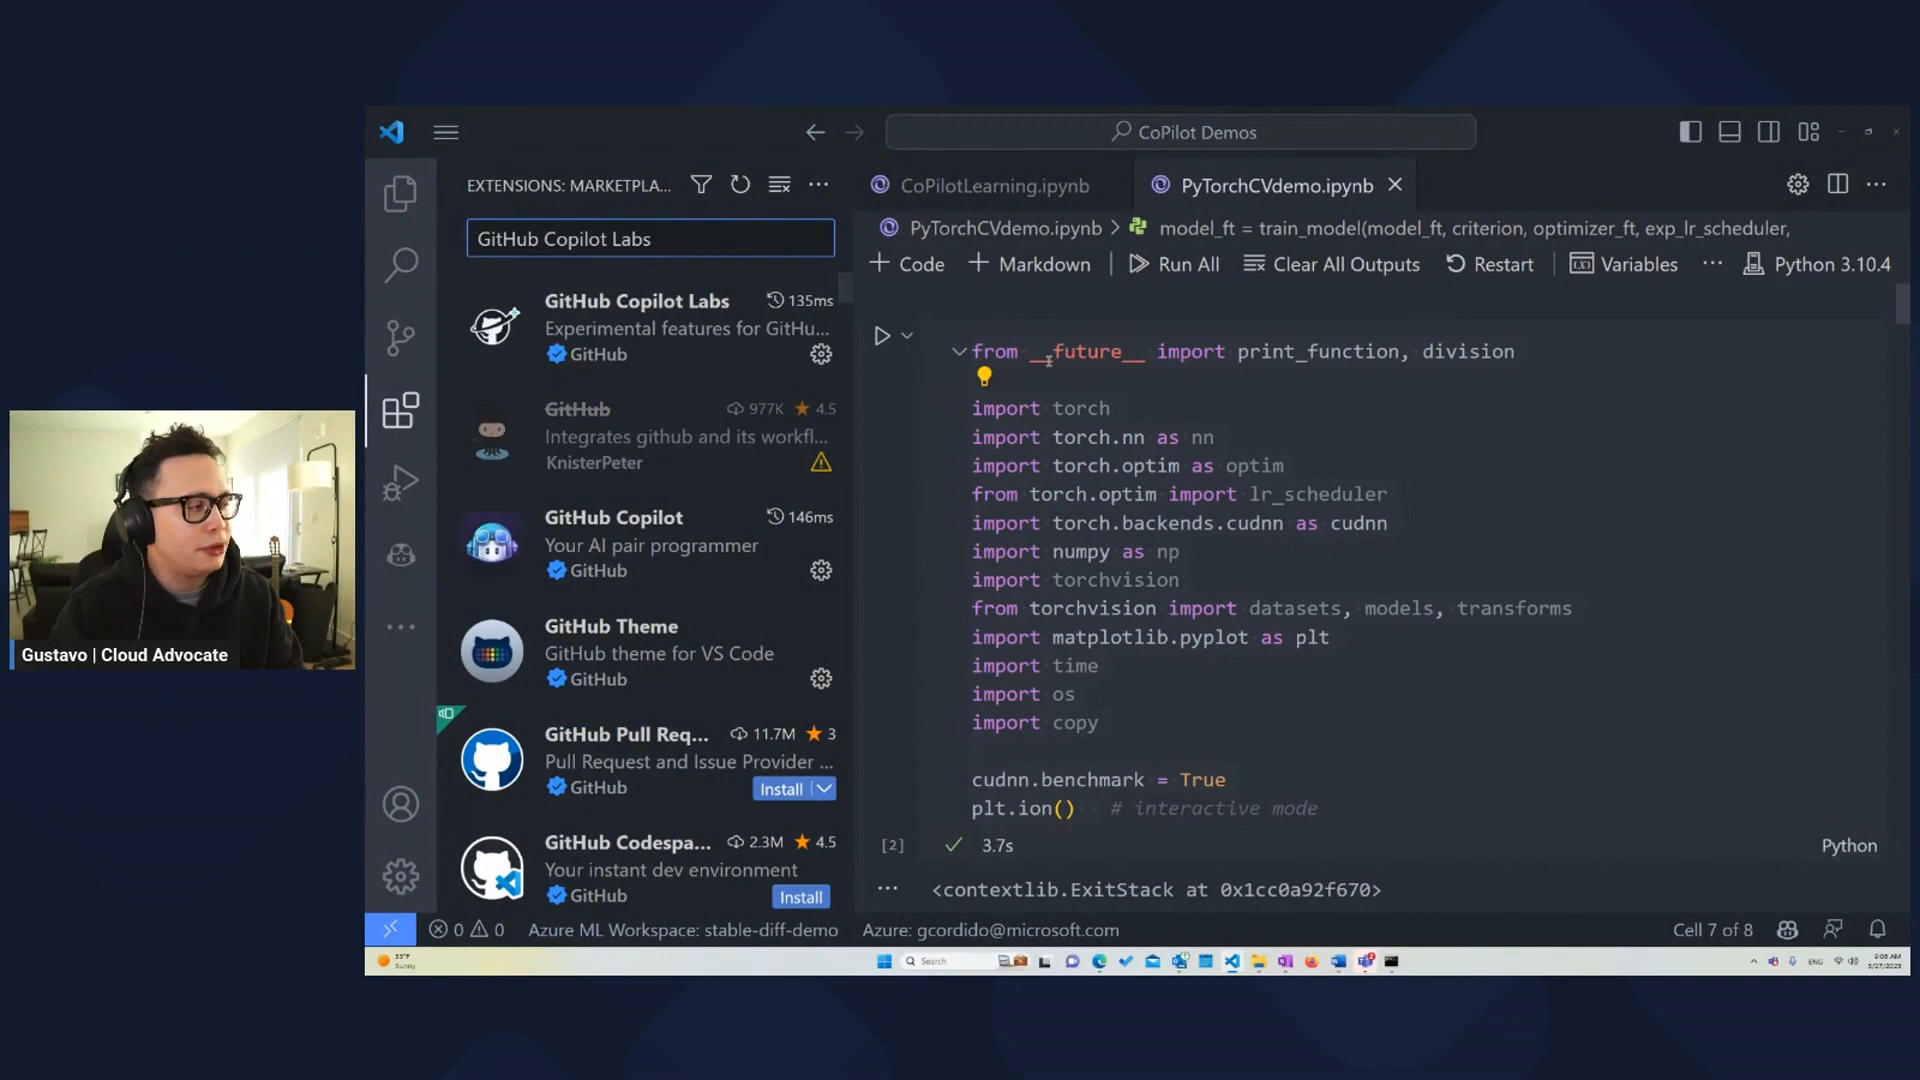 CoPilot Demos
EXTENSIONS: MARKETPLA...
GitHub Copilot Labs
GitHub Copilot Labs 135ms
Experimental features for GitHu...
GitHub
GitHub 977K 4.5
Integrates github and its workfl...
KnisterPeter
GitHub Copilot 146ms
Your AI pair programmer
GitHub
GitHub Theme
GitHub theme for VS Code
GitHub
GitHub Pull Req... 11.7M 3
Pull Request and Issue Provider ...
GitHub Install
GitHub Codespa... 2.3M 4.5
Your instant dev environment
GitHub Install
CoPilotLearning.ipynb PyTorchCVdemo.ipynb
PyTorchCVdemo.ipynb > model_ft = train_model(model_ft, criterion, optimizer_ft, exp_lr_scheduler,
+ Code + Markdown | Run All Clear All Outputs Restart | Variables ... Python 3.10.4
from __future__ import print_function, division
import torch
import torch.nn as nn
import torch.optim as optim
from torch.optim import lr_scheduler
import torch.backends.cudnn as cudnn
import numpy as np
import torchvision
from torchvision import datasets, models, transforms
import matplotlib.pyplot as plt
import time
import os
import copy
cudnn.benchmark = True
plt.ion() # interactive mode
[2] 3.7s Python
... <contextlib.ExitStack at 0x1cc0a92f670>
0 0 Azure ML Workspace: stable-diff-demo Azure: gcordido@microsoft.com Cell 7 of 8
Gustavo | Cloud Advocate
Sunny
Search
ENG